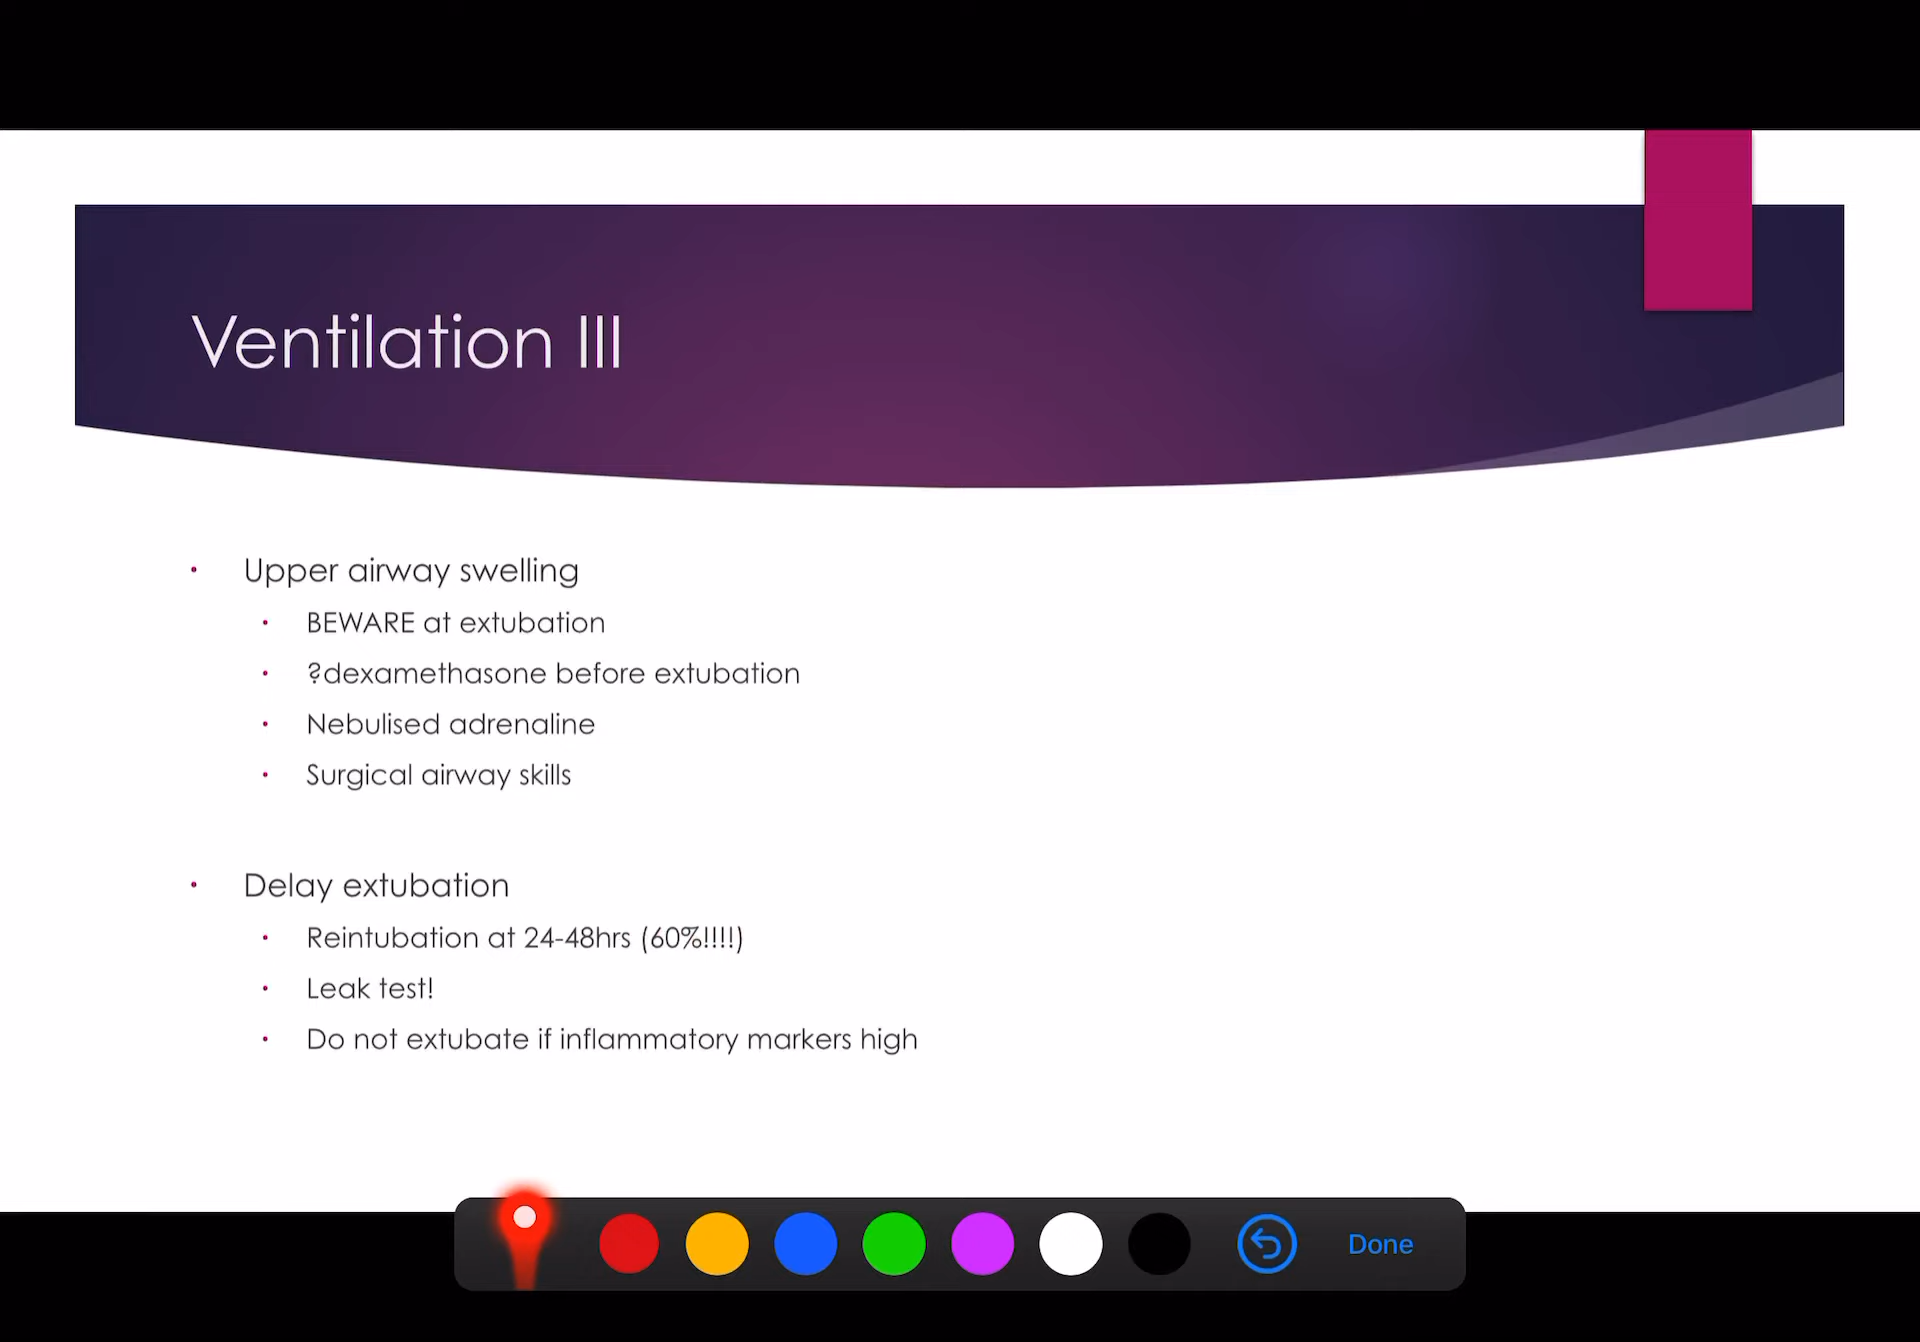 Ventilation III
Upper airway swelling
BEWARE at extubation
?dexamethasone before extubation
Nebulised adrenaline
Surgical airway skills
Delay extubation
Reintubation at 24-48hrs (60%!!!!)
Leak test!
Do not extubate if inflammatory markers high
Done